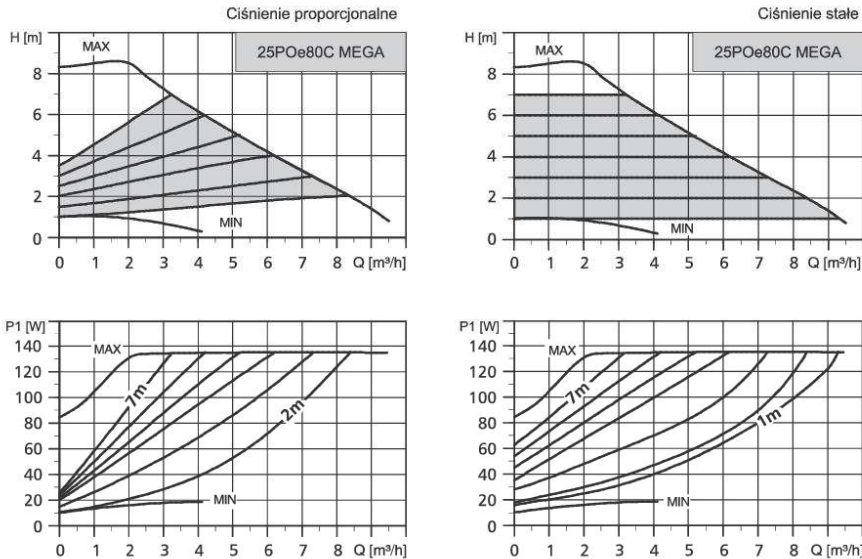 Ciśnienie proporcjonalne
H [m]
MAX
25POe80C MEGA
8
6
4
2
0
MIN
0 1 2 3 4 5 6 7 8 Q [m³/h]
Ciśnienie stałe
H [m]
MAX
25POe80C MEGA
8
6
4
2
0
MIN
0 1 2 3 4 5 6 7 8 Q [m³/h]
P1 [W]
140
MAX
120
100
7m
80
2m
60
40
20
MIN
0
0 1 2 3 4 5 6 7 8 Q [m³/h]
P1 [W]
140
MAX
120
100
7m
80
1m
60
40
20
MIN
0
0 1 2 3 4 5 6 7 8 Q [m³/h]